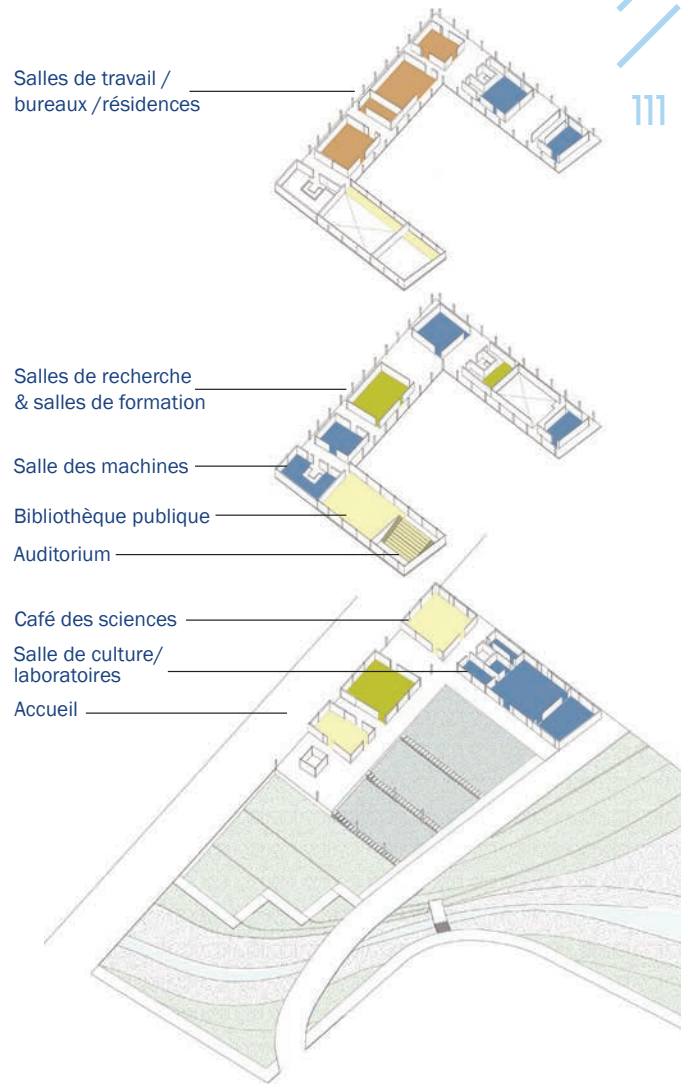 111
Salles de travail /
bureaux /résidences
Salles de recherche
& salles de formation
Salle des machines
Bibliothèque publique
Auditorium
Café des sciences
Salle de culture/
laboratoires
Accueil